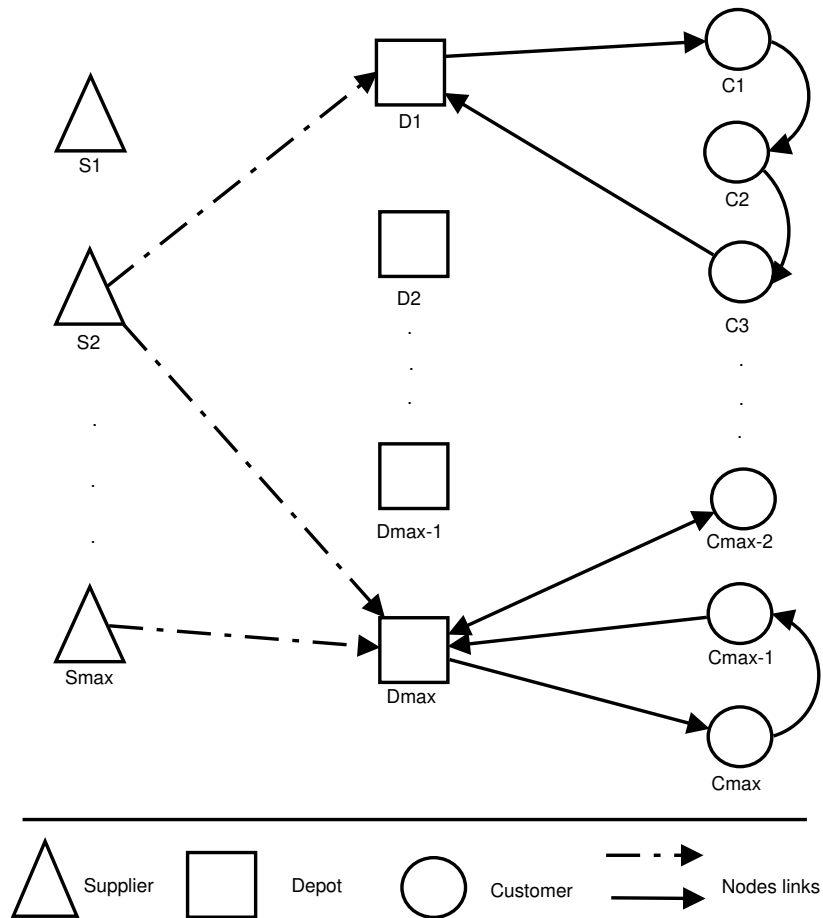 C1
D1
S1
C2
D2
C3
S2
Dmax-1
Cmax-2
Cmax-1
Smax
Dmax
Cmax
Supplier
Depot
Customer
Nodes links